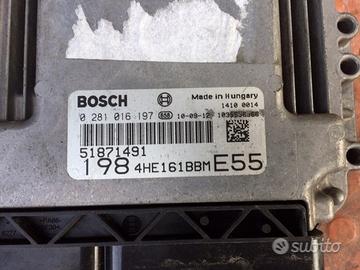 BOSCH
Made in Hungary
1410 0014
0 281 016 197
10-09-12
51871491
198 4HE161BBM E55
subito